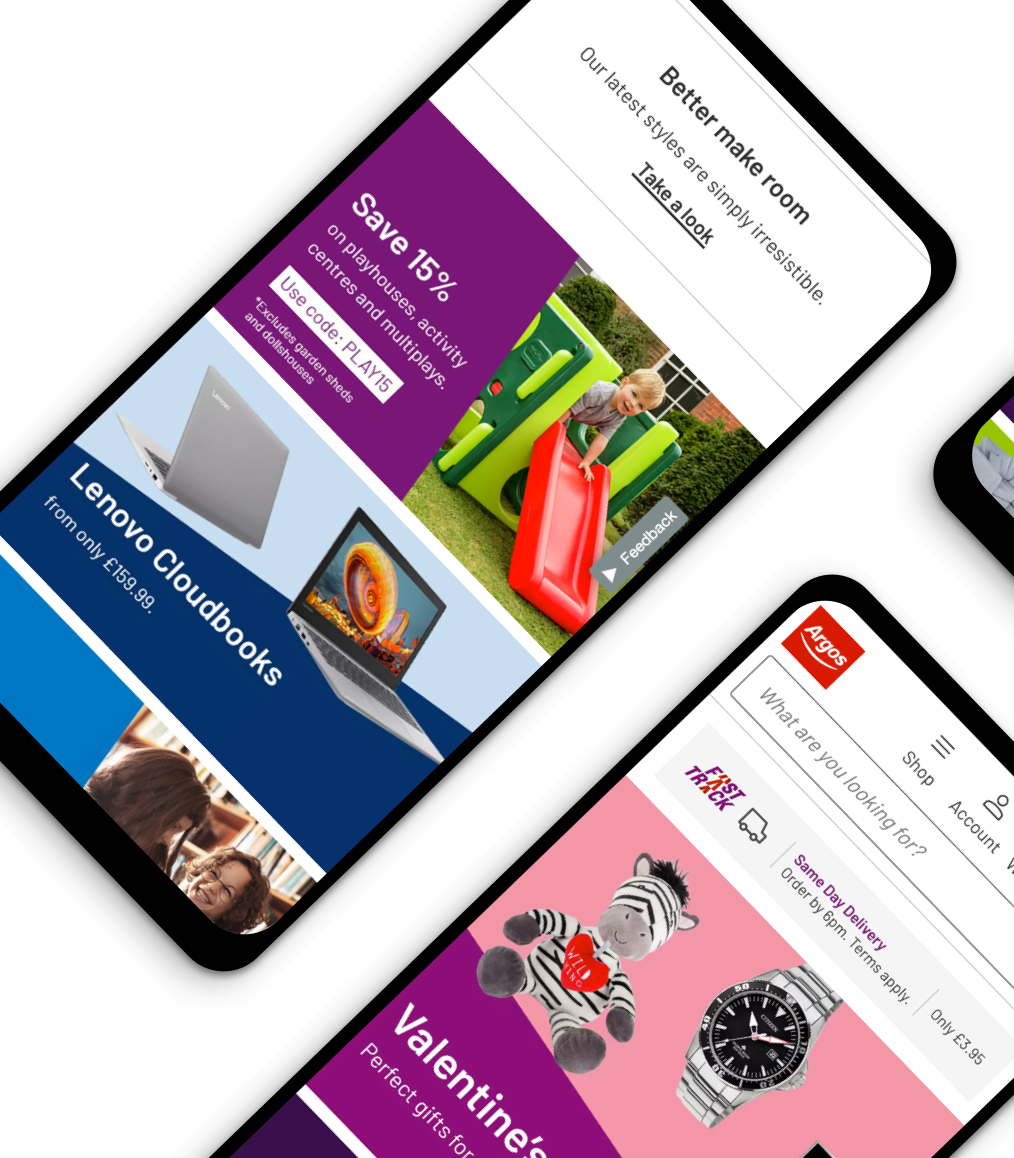 Better make room
Our latest styles are simply irresistible.
Take a look
Save 15%
on playhouses, activity
centres and multiplays.
Use code: PLAY15
*Excludes garden sheds
and dollshouses
Feedback
Lenovo
Lenovo Cloudbooks
from only £159.99.
Argos
Shop
Account
What are you looking for?
FAST
TRACK
Same Day Delivery
Order by 6pm. Terms apply.
Only £3.95
CITIZEN
50
40
20
Valentine's
Perfect gifts for